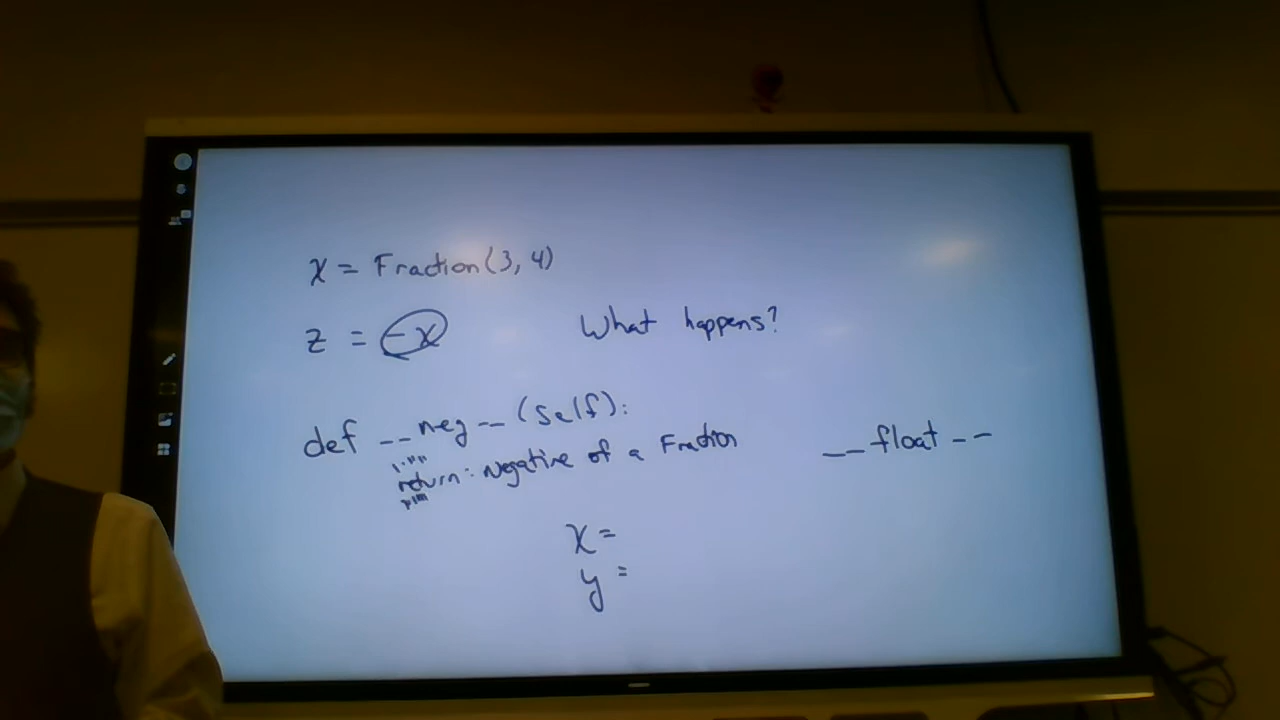 x = Fraction(3, 4)
z = -x What happens?
def __neg__(self):
"""
return: Negative of a Fraction
"""
__float__
x =
y =